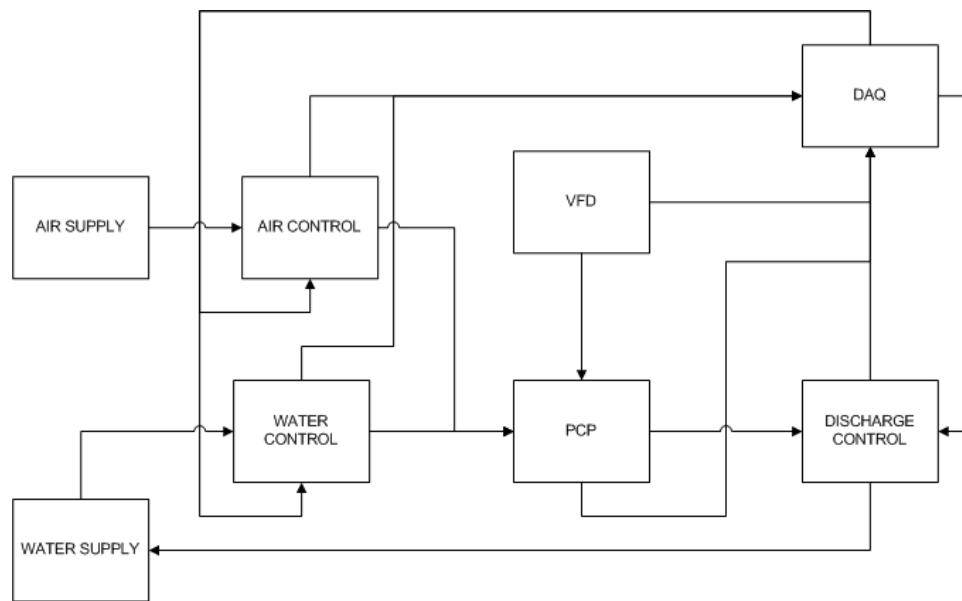 DAQ
VFD
AIR SUPPLY
AIR CONTROL
WATER
CONTROL
PCP
DISCHARGE
CONTROL
WATER SUPPLY